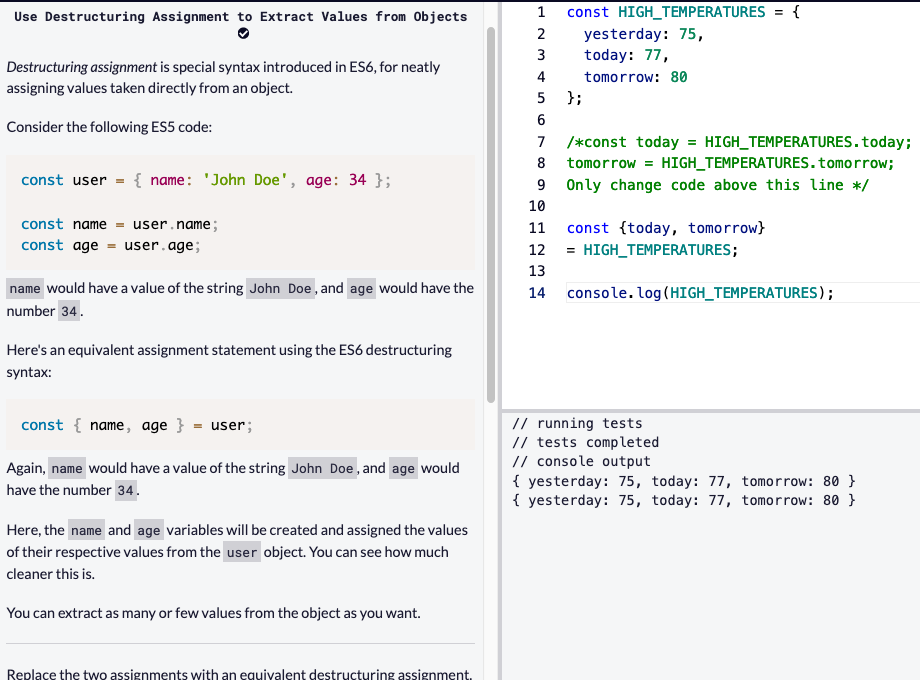 Use Destructuring Assignment to Extract Values from Objects
Destructuring assignment is special syntax introduced in ES6, for neatly
assigning values taken directly from an object.
Consider the following ES5 code:
const user = { name: 'John Doe', age: 34 };
const name = user.name;
const age = user.age;
name would have a value of the string John Doe, and age would have the
number 34.
Here's an equivalent assignment statement using the ES6 destructuring
syntax:
const { name, age } = user;
Again, name would have a value of the string John Doe, and age would
have the number 34.
Here, the name and age variables will be created and assigned the values
of their respective values from the user object. You can see how much
cleaner this is.
You can extract as many or few values from the object as you want.
Replace the two assignments with an equivalent destructuring assignment.
1 const HIGH_TEMPERATURES = {
2 yesterday: 75,
3 today: 77,
4 tomorrow: 80
5 };
6
7 /*const today = HIGH_TEMPERATURES.today;
8 tomorrow = HIGH_TEMPERATURES.tomorrow;
9 Only change code above this line */
10
11 const {today, tomorrow}
12 = HIGH_TEMPERATURES;
13
14 console.log(HIGH_TEMPERATURES);
// running tests
// tests completed
// console output
{ yesterday: 75, today: 77, tomorrow: 80 }
{ yesterday: 75, today: 77, tomorrow: 80 }